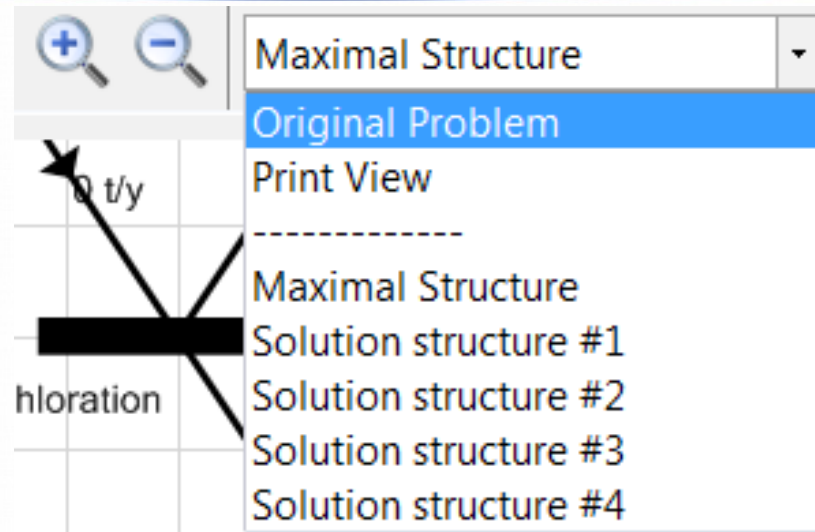 Maximal Structure
Original Problem
Print View
-------------
Maximal Structure
Solution structure #1
Solution structure #2
Solution structure #3
Solution structure #4
0 t/y
hloration